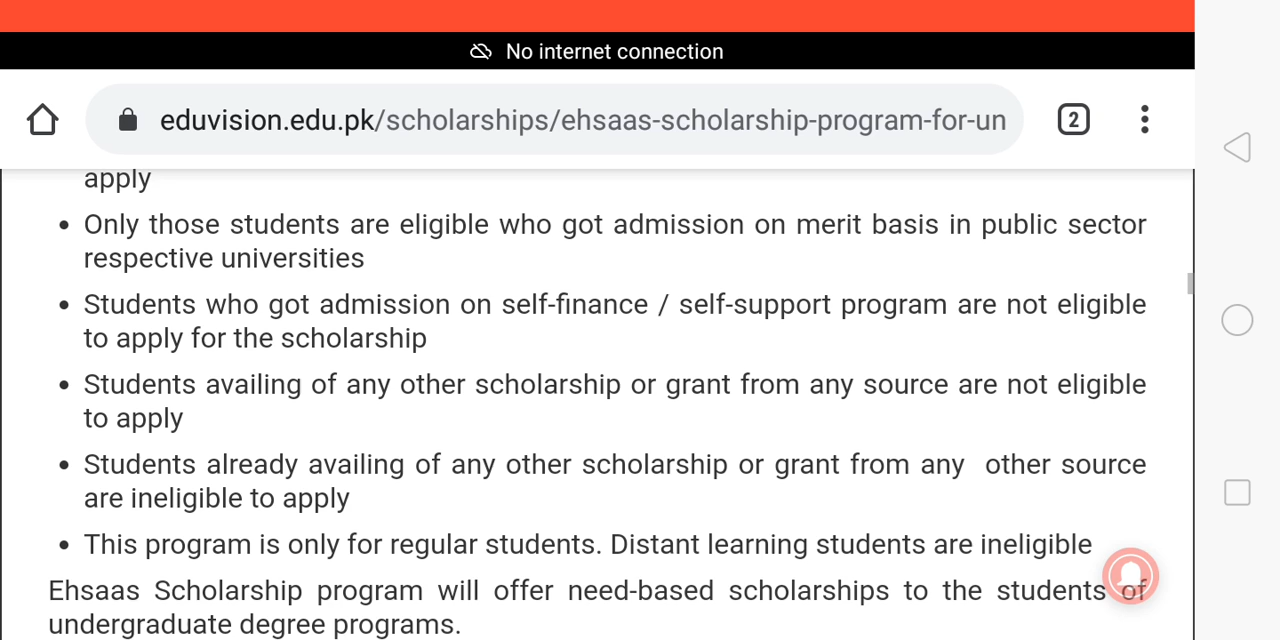 No internet connection
eduvision.edu.pk/scholarships/ehsaas-scholarship-program-for-un
2
apply
• Only those students are eligible who got admission on merit basis in public sector
respective universities
• Students who got admission on self-finance / self-support program are not eligible
to apply for the scholarship
• Students availing of any other scholarship or grant from any source are not eligible
to apply
• Students already availing of any other scholarship or grant from any other source
are ineligible to apply
• This program is only for regular students. Distant learning students are ineligible
Ehsaas Scholarship program will offer need-based scholarships to the students of
undergraduate degree programs.